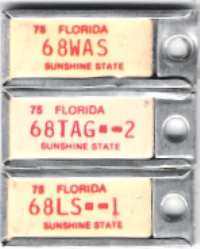 75 FLORIDA
68WAS
SUNSHINE STATE
75 FLORIDA
68TAG▪-2
SUNSHINE STATE
75 FLORIDA
68LS▪-1
SUNSHINE STATE